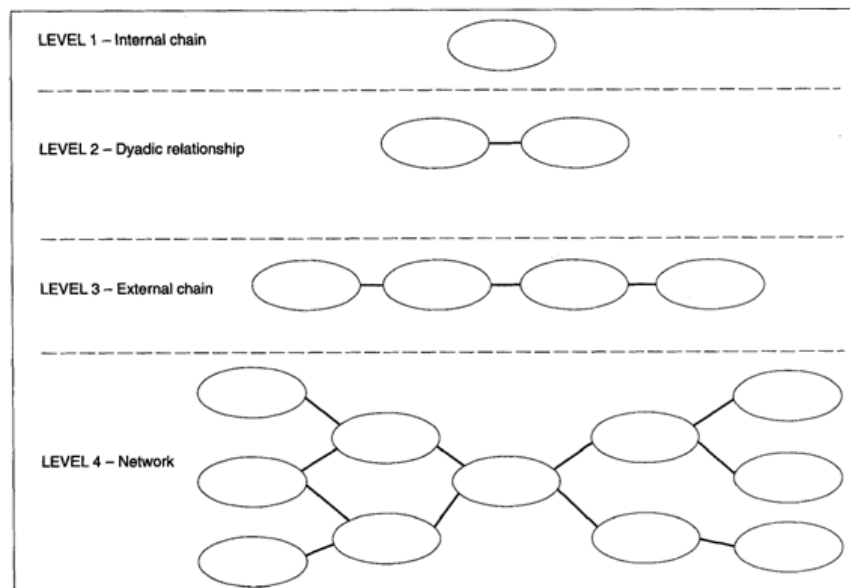 LEVEL 1 – Internal chain
LEVEL 2 – Dyadic relationship
LEVEL 3 – External chain
LEVEL 4 – Network